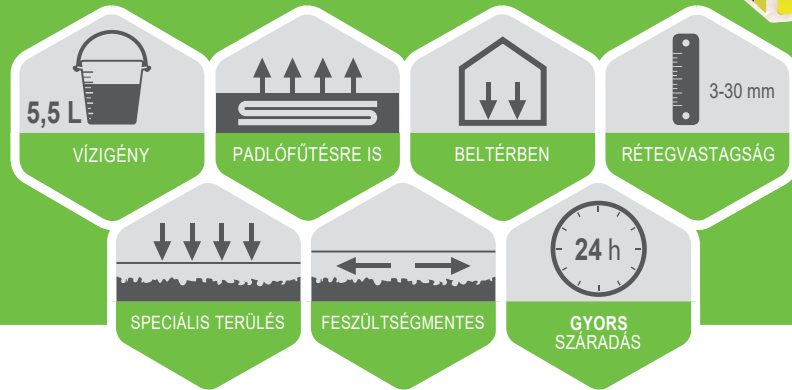 5,5 L
VÍZIGÉNY
PADLÓFŰTÉSRE IS
BELTÉRBEN
3-30 mm
RÉTEGVASTAGSÁG
SPECIÁLIS TERÜLÉS
FESZÜLTSÉGMENTES
24 h
GYORS
SZÁRADÁS